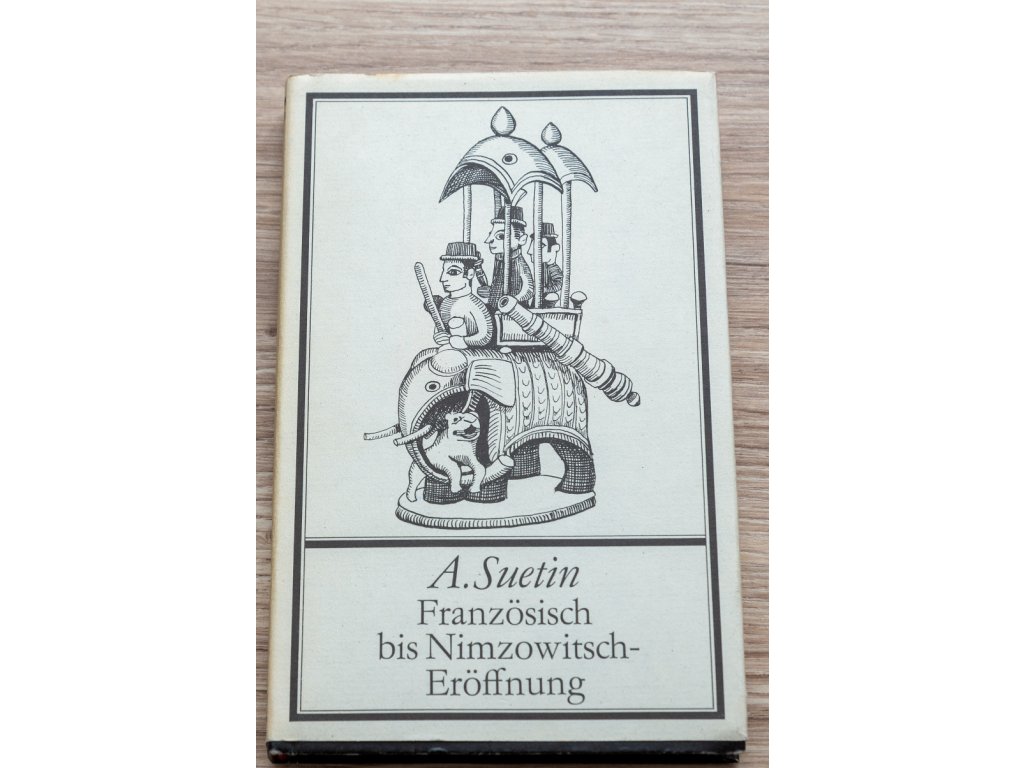 A. Suetin
Französisch
bis Nimzowitsch-
Eröffnung